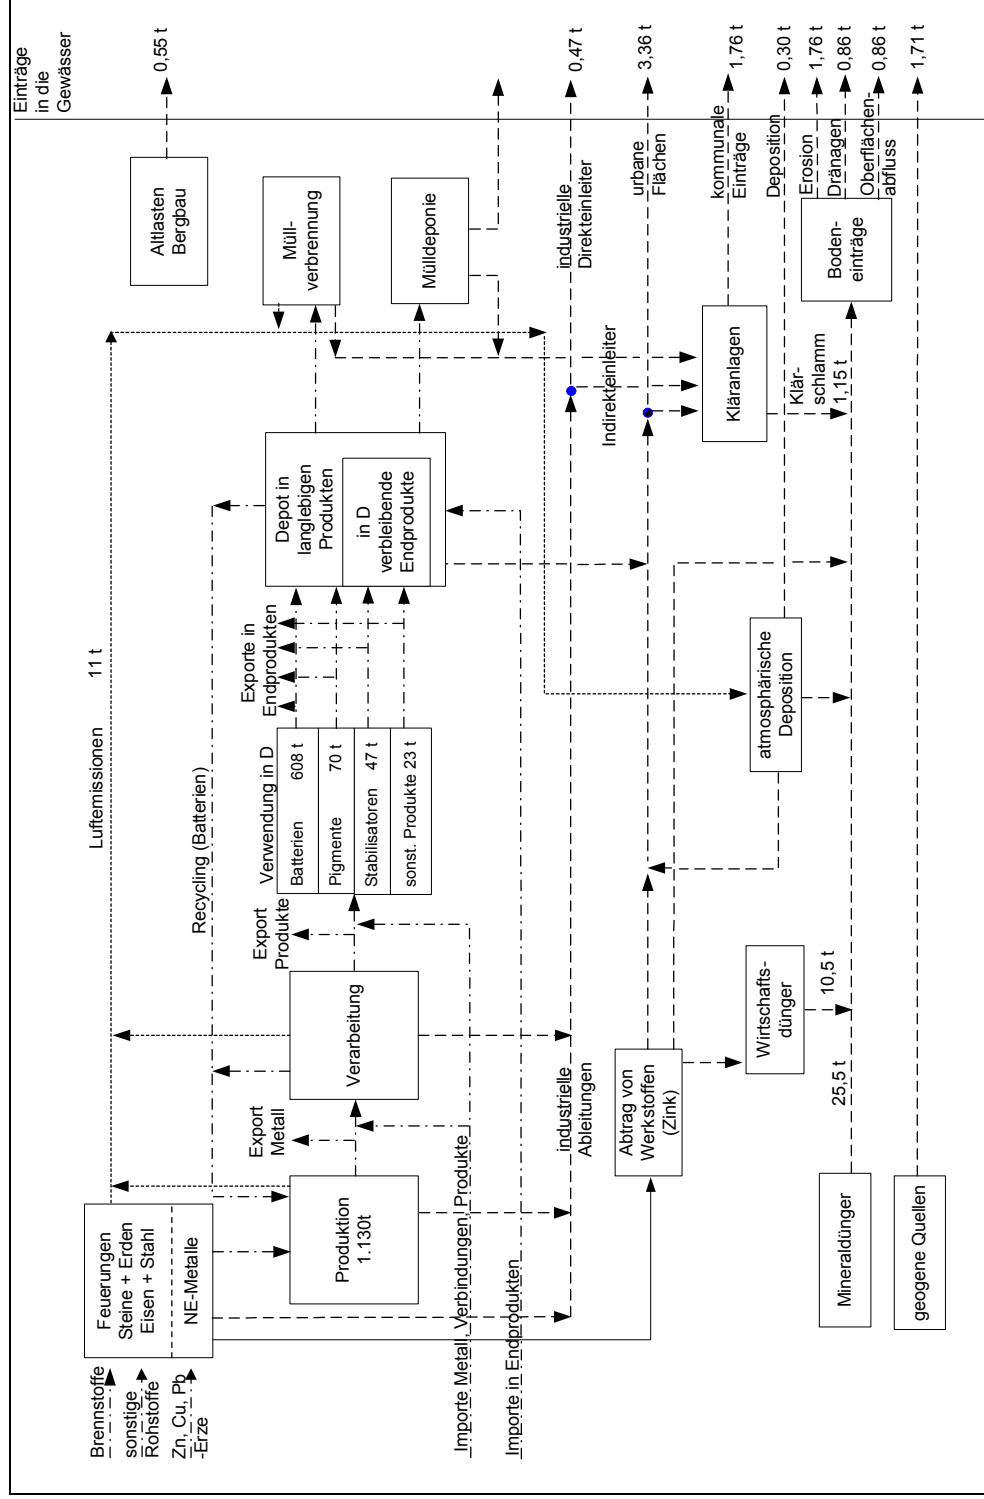 Einträge
in die
Gewässer
Altlasten
Bergbau
0,55 t
Müll-
verbrennung
Mülldeponie
industrielle
Direkteinleiter
0,47 t
urbane
Flächen
3,36 t
kommunale
Einträge
1,76 t
Deposition
0,30 t
Erosion
1,76 t
Dränagen
0,86 t
Oberflächen-
abfluss
0,86 t
1,71 t
Boden-
einträge
Indirekteinleiter
Kläranlagen
Klär-
schlamm
1,15 t
Luftemissionen
11 t
Recycling (Batterien)
Depot in
langlebigen
Produkten
in D
verbleibende
Endprodukte
Exporte in
Endprodukten
Verwendung in D
Batterien 608 t
Pigmente 70 t
Stabilisatoren 47 t
sonst. Produkte 23 t
Export
Produkte
Verarbeitung
Export
Metall
Produktion
1.130t
Feuerungen
Steine + Erden
Eisen + Stahl
NE-Metalle
Brennstoffe
sonstige
Rohstoffe
Zn, Cu, Pb
-Erze
Importe Metall, Verbindungen, Produkte
Importe in Endprodukten
industrielle
Ableitungen
Abtrag von
Werkstoffen
(Zink)
atmosphärische
Deposition
Wirtschafts-
dünger
10,5 t
25,5 t
Mineraldünger
geogene Quellen